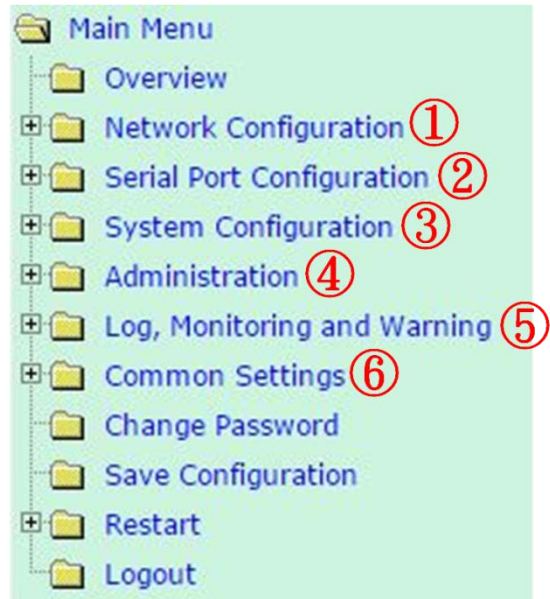 Main Menu
Overview
Network Configuration ①
Serial Port Configuration ②
System Configuration ③
Administration ④
Log, Monitoring and Warning ⑤
Common Settings ⑥
Change Password
Save Configuration
Restart
Logout